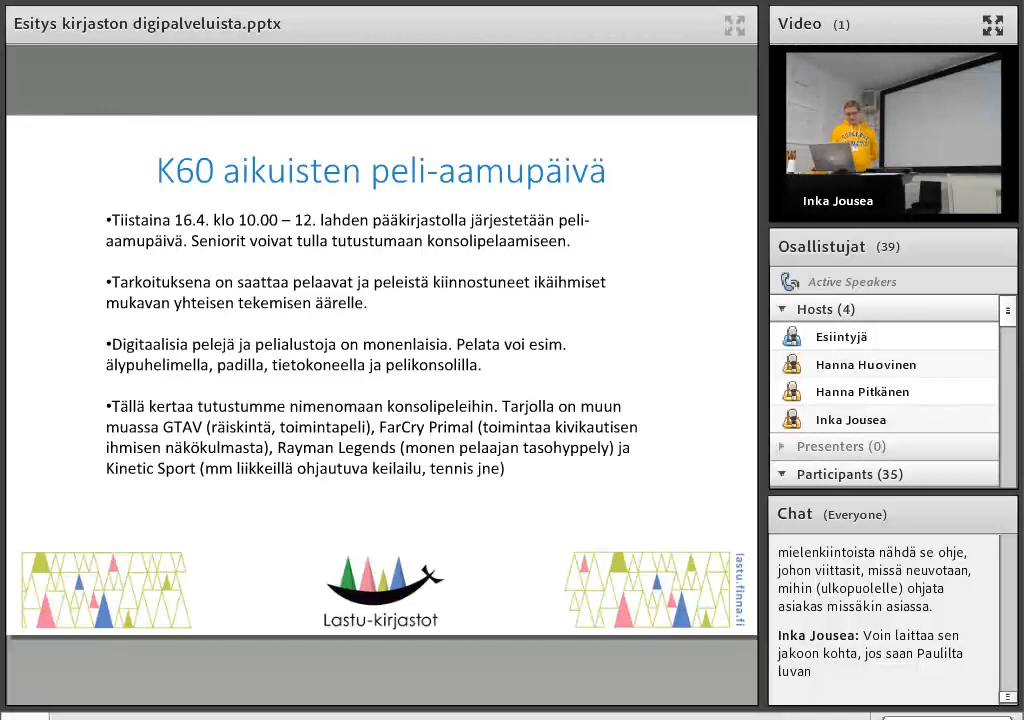 Esitys kirjaston digipalveluista.pptx
K60 aikuisten peli-aamupäivä
•Tiistaina 16.4. klo 10.00 – 12. lahden pääkirjastolla järjestetään peli-
aamupäivä. Seniorit voivat tulla tutustumaan konsolipelaamiseen.
•Tarkoituksena on saattaa pelaavat ja peleistä kiinnostuneet ikäihmiset
mukavan yhteisen tekemisen äärelle.
•Digitaalisia pelejä ja pelialustoja on monenlaisia. Pelata voi esim.
älypuhelimella, padilla, tietokoneella ja pelikonsolilla.
•Tällä kertaa tutustumme nimenomaan konsolipeleihin. Tarjolla on muun
muassa GTAV (räiskintä, toimintapeli), FarCry Primal (toimintaa kivikautisen
ihmisen näkökulmasta), Rayman Legends (monen pelaajan tasohyppely) ja
Kinetic Sport (mm liikkeillä ohjautuva keilailu, tennis jne)
Lastu-kirjastot
lastu.finna.fi
Video (1)
Inka Jousea
Osallistujat (39)
Active Speakers
Hosts (4)
Esiintyjä
Hanna Huovinen
Hanna Pitkänen
Inka Jousea
Presenters (0)
Participants (35)
Chat (Everyone)
mielenkiintoista nähdä se ohje,
johon viittasit, missä neuvotaan,
mihin (ulkopuolelle) ohjata
asiakas missäkin asiassa.
Inka Jousea: Voin laittaa sen
jakoon kohta, jos saan Paulilta
luvan